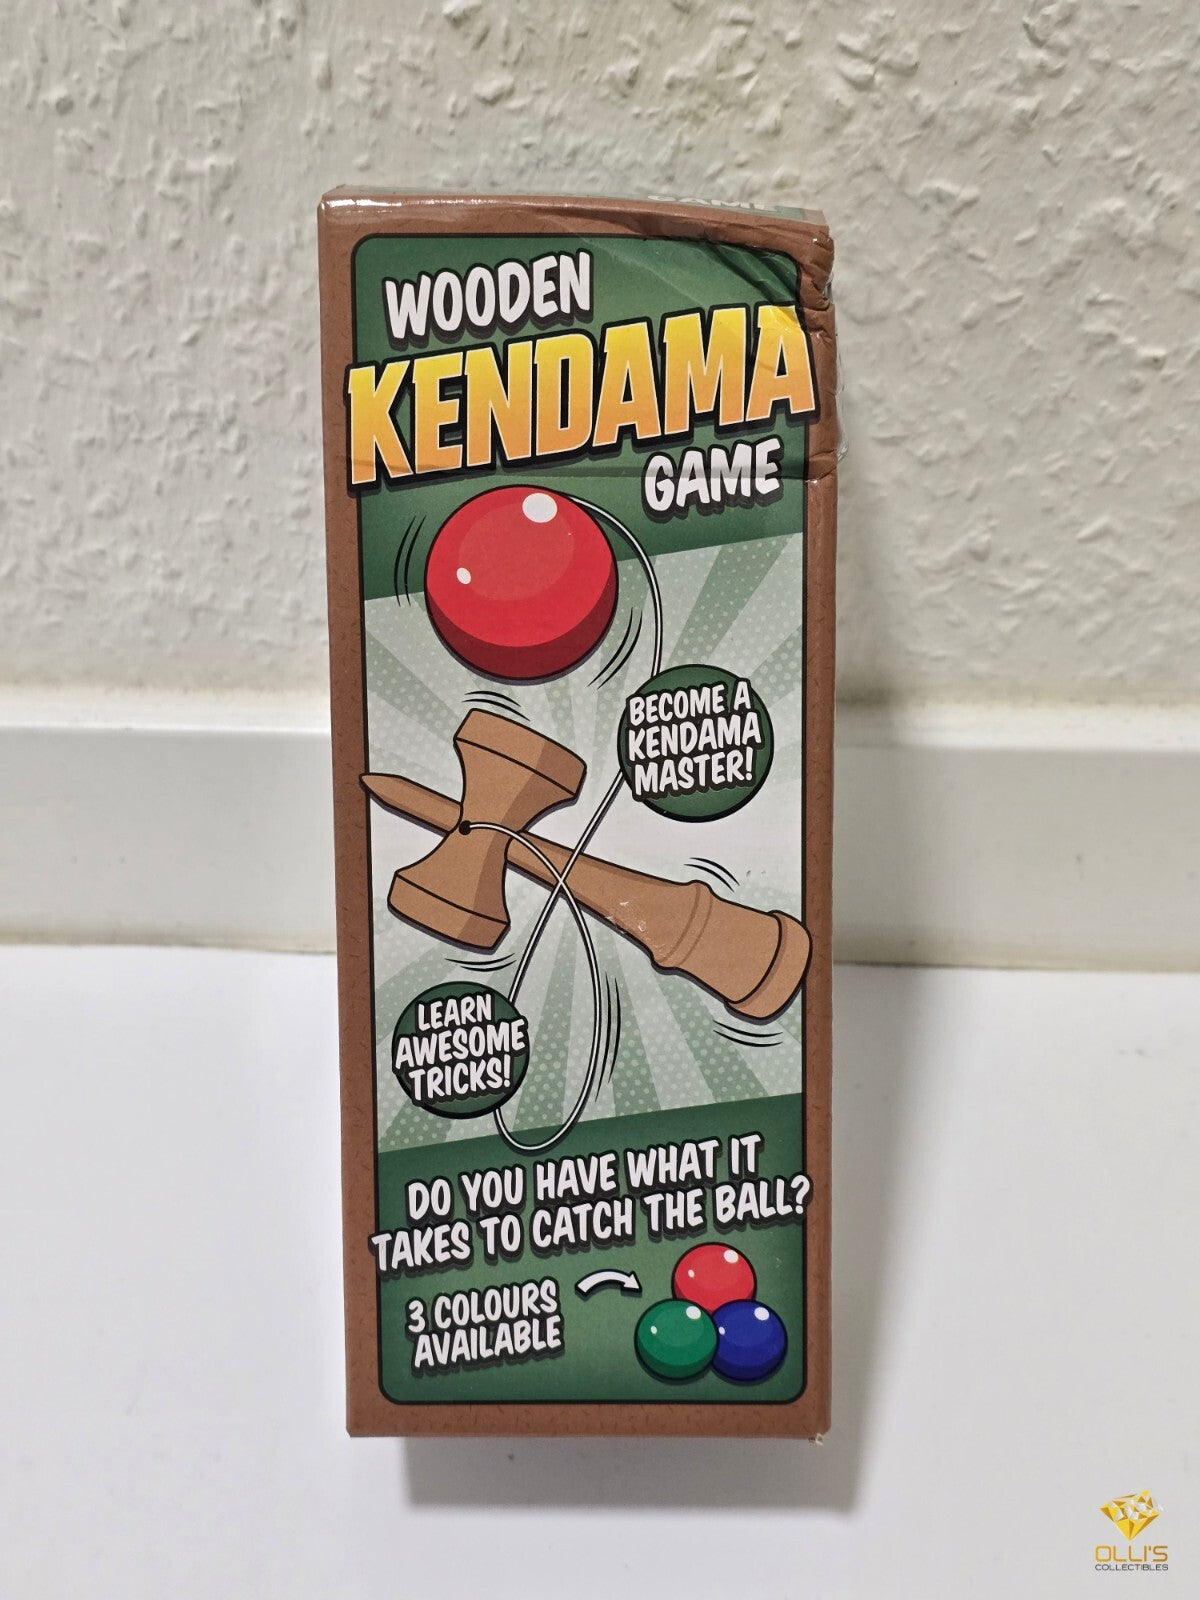 GAME
WOODEN
KENDAMA
GAME
BECOME A
KENDAMA
MASTER!
LEARN
AWESOME
TRICKS!
DO YOU HAVE WHAT IT
TAKES TO CATCH THE BALL?
3 COLOURS
AVAILABLE
OLLI'S
COLLECTIBLES